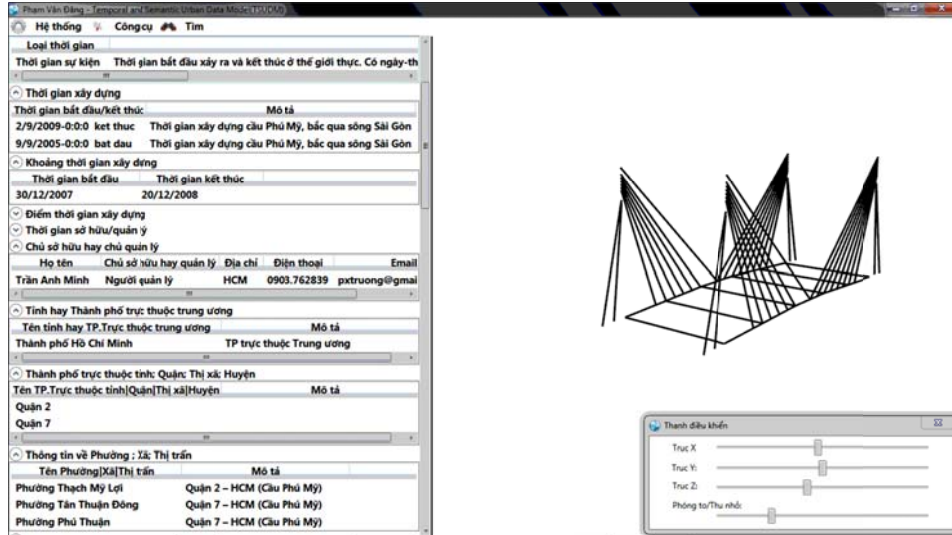 Pham Văn Đăng - Temporal and Semantic Urban Data Model(TSUDM)
Hệ thống Công cụ Tìm
Loại thời gian
Thời gian sự kiện Thời gian bắt đầu xảy ra và kết thúc ở thế giới thực. Có ngày-th
Thời gian xây dựng
Thời gian bắt đầu/kết thúc Mô tả
2/9/2009-0:0:0 ket thuc Thời gian xây dựng cầu Phú Mỹ, bắc qua sông Sài Gòn
9/9/2005-0:0:0 bat dau Thời gian xây dựng cầu Phú Mỹ, bắc qua sông Sài Gòn
Khoảng thời gian xây dựng
Thời gian bắt đầu Thời gian kết thúc
30/12/2007 20/12/2008
Điểm thời gian xây dựng
Thời gian sở hữu/quản lý
Chủ sở hữu hay chủ quản lý
Họ tên Chủ sở hữu hay quản lý Địa chỉ Điện thoại Email
Trần Anh Minh Người quản lý HCM 0903.762839 pxtruong@gmai
Tỉnh hay Thành phố trực thuộc trung ương
Tên tỉnh hay TP.Trực thuộc trung ương Mô tả
Thành phố Hồ Chí Minh TP trực thuộc Trung ương
Thành phố trực thuộc tỉnh; Quận; Thị xã; Huyện
Tên TP.Trực thuộc tỉnh|Quận|Thị xã|Huyện Mô tả
Quận 2
Quận 7
Thông tin về Phường ; Xã; Thị trấn
Tên Phường|Xã|Thị trấn Mô tả
Phường Thạch Mỹ Lợi Quận 2 – HCM (Cầu Phú Mỹ)
Phường Tân Thuận Đông Quận 7 – HCM (Cầu Phú Mỹ)
Phường Phú Thuận Quận 7 – HCM (Cầu Phú Mỹ)
Thanh điều khiển
Trục X
Trục Y:
Trục Z:
Phóng to/Thu nhỏ: